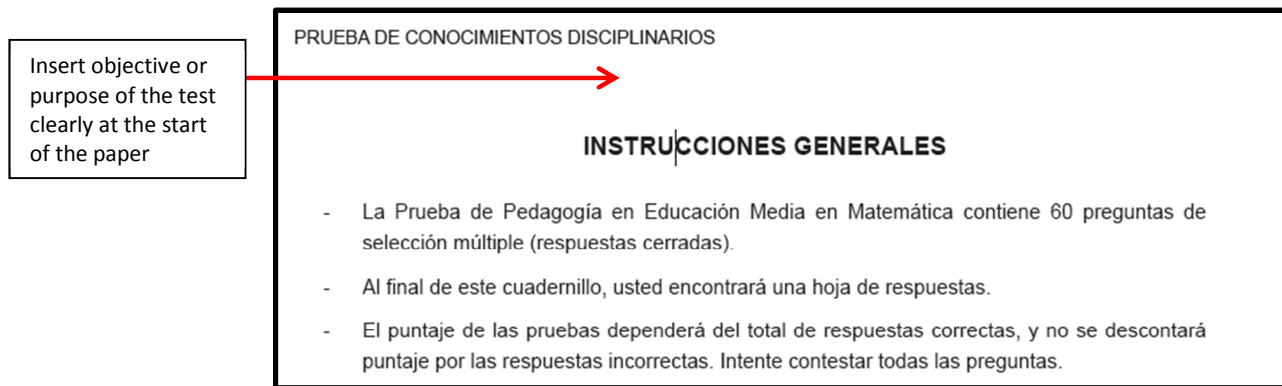 PRUEBA DE CONOCIMIENTOS DISCIPLINARIOS
Insert objective or
purpose of the test
clearly at the start
of the paper
INSTRUCCIONES GENERALES
- La Prueba de Pedagogía en Educación Media en Matemática contiene 60 preguntas de
selección múltiple (respuestas cerradas).
- Al final de este cuadernillo, usted encontrará una hoja de respuestas.
- El puntaje de las pruebas dependerá del total de respuestas correctas, y no se descontará
puntaje por las respuestas incorrectas. Intente contestar todas las preguntas.